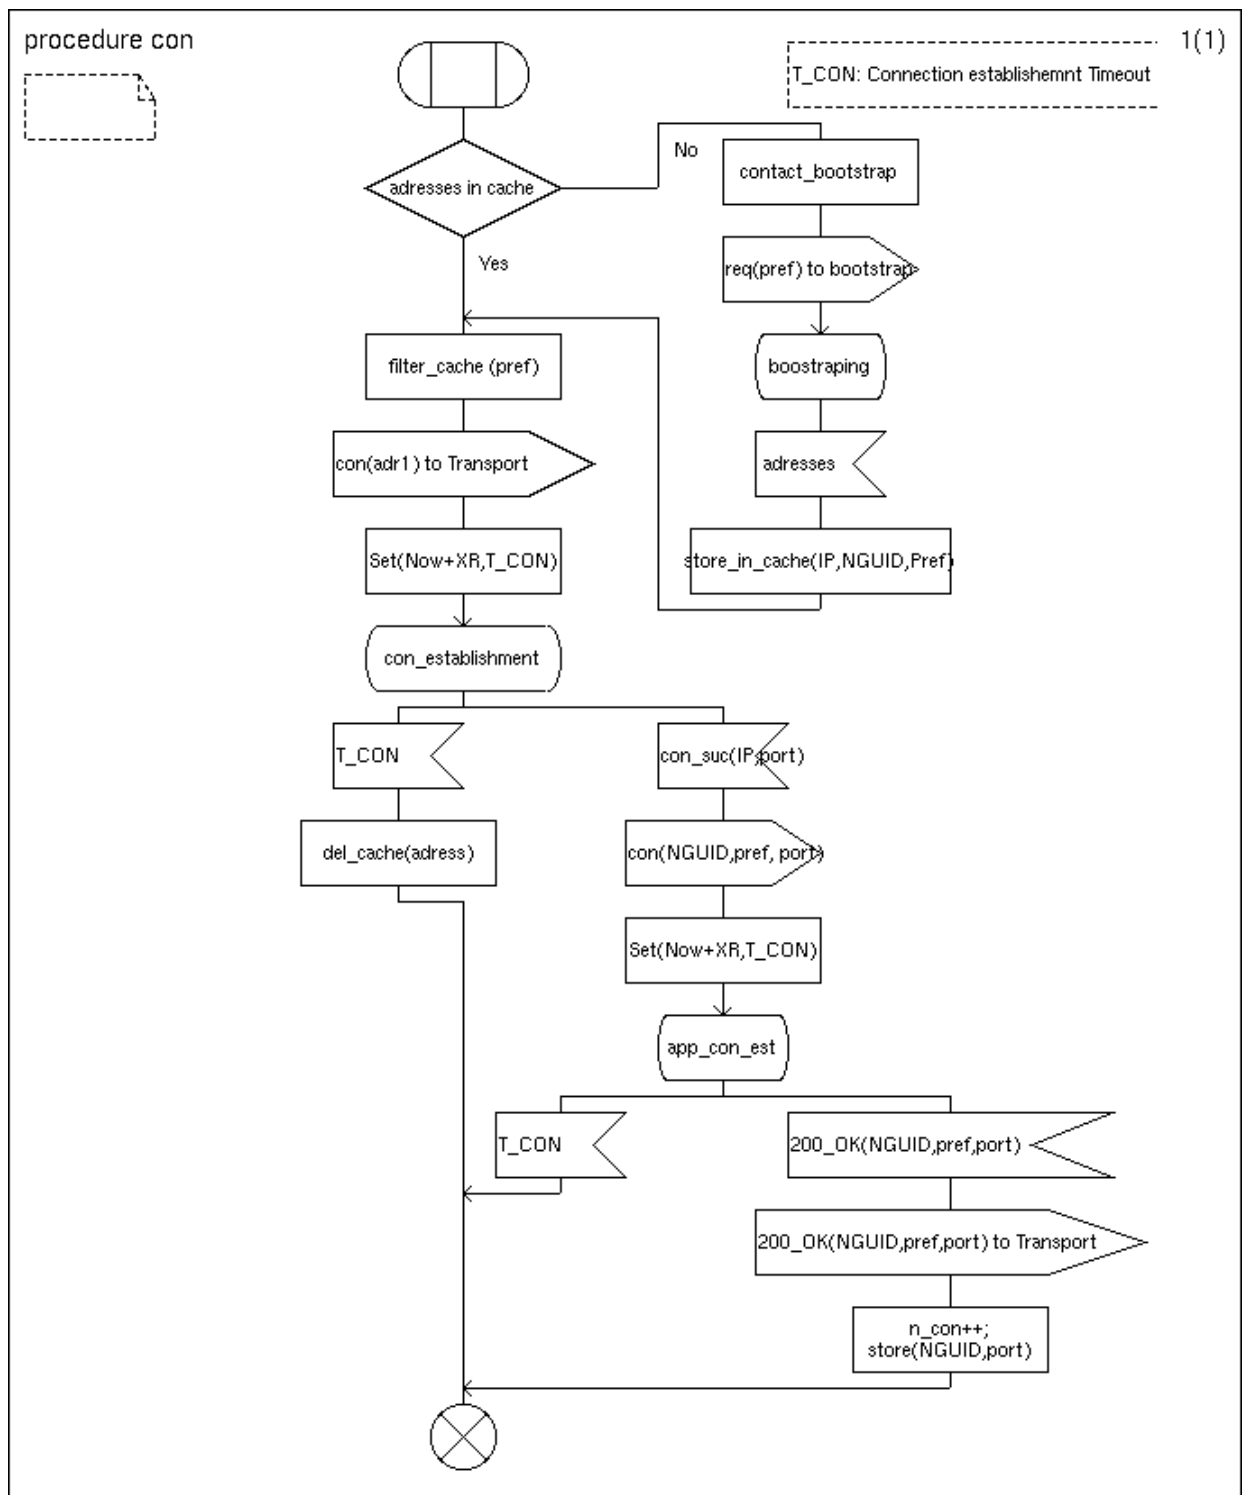 procedure con
1(1)
T_CON: Connection establishemnt Timeout
No
adresses in cache
contact_bootstrap
Yes
req(pref) to bootstrap
filter_cache (pref)
boostraping
con(adr1) to Transport
adresses
Set(Now+XR,T_CON)
store_in_cache(IP,NGUID,Pref)
con_establishment
T_CON
con_suc(IP,port)
del_cache(adress)
con(NGUID,pref, port)
Set(Now+XR,T_CON)
app_con_est
T_CON
200_OK(NGUID,pref,port)
200_OK(NGUID,pref,port) to Transport
n_con++;
store(NGUID,port)